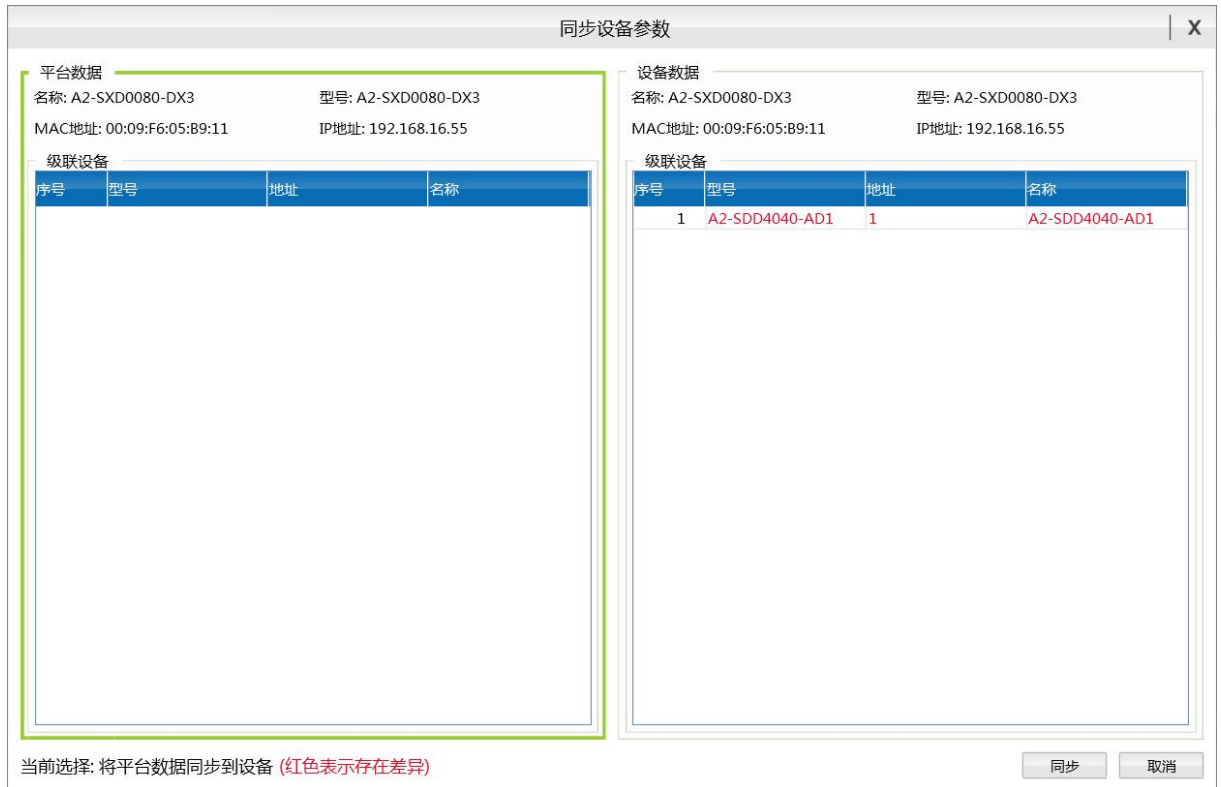 同步设备参数 X
平台数据
名称: A2-SXD0080-DX3 型号: A2-SXD0080-DX3
MAC地址: 00:09:F6:05:B9:11 IP地址: 192.168.16.55
级联设备
序号 型号 地址 名称
设备数据
名称: A2-SXD0080-DX3 型号: A2-SXD0080-DX3
MAC地址: 00:09:F6:05:B9:11 IP地址: 192.168.16.55
级联设备
序号 型号 地址 名称
1 A2-SDD4040-AD1 1 A2-SDD4040-AD1
当前选择: 将平台数据同步到设备 (红色表示存在差异) 同步 取消